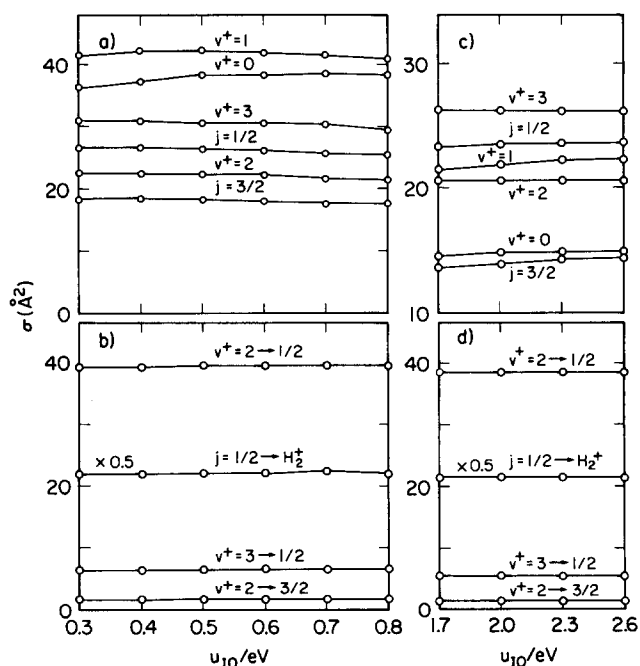 a)
40
v⁺=1
v⁺=0
v⁺=3
j=1/2
v⁺=2
20
j=3/2
0
σ(Å²)
c)
30
v⁺=3
j=1/2
v⁺=1
20
v⁺=2
v⁺=0
j=3/2
10
b)
40
v⁺=2→1/2
×0.5
j=1/2→H₂⁺
20
v⁺=3→1/2
v⁺=2→3/2
0
0.3 0.4 0.5 0.6 0.7 0.8
u₁₀/eV
d)
40
v⁺=2→1/2
×0.5 j=1/2→H₂⁺
20
v⁺=3→1/2
v⁺=2→3/2
0
1.7 2.0 2.3 2.6
u₁₀/eV